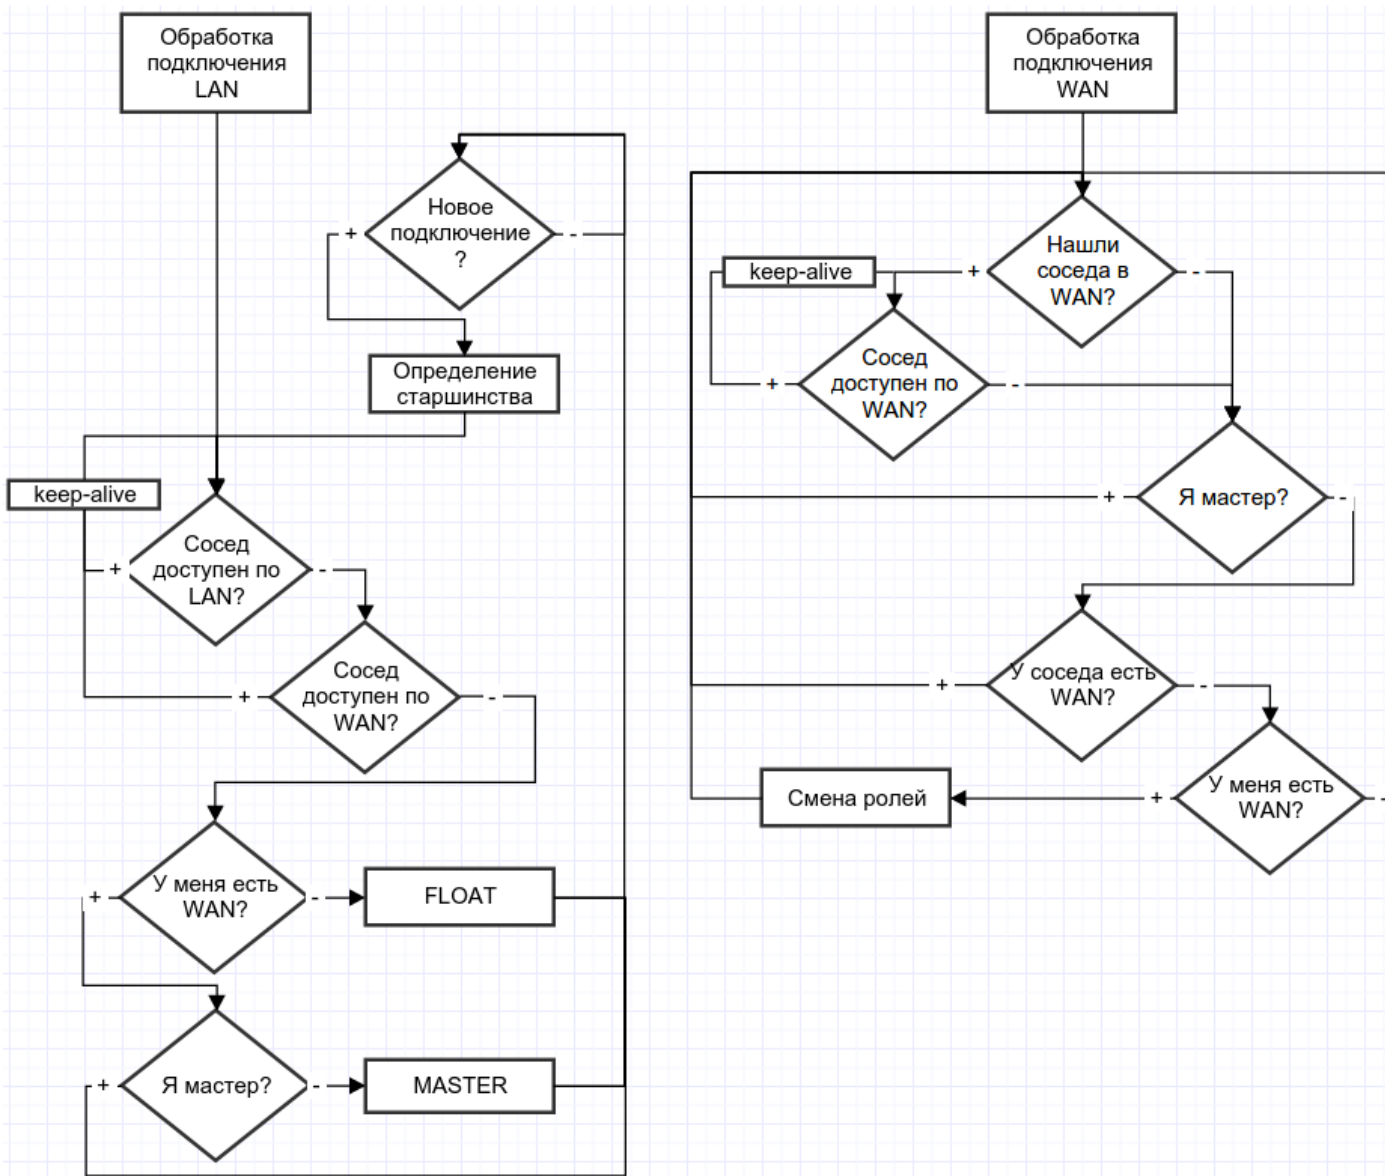 Обработка
подключения
LAN
Новое
подключение
?
+
-
Определение
старшинства
keep-alive
Сосед
доступен по
LAN?
+
-
Сосед
доступен по
WAN?
+
-
У меня есть
WAN?
+
-
FLOAT
Я мастер?
+
-
MASTER
Обработка
подключения
WAN
Нашли
соседа в
WAN?
+
-
keep-alive
Сосед
доступен по
WAN?
+
-
Я мастер?
+
-
У соседа есть
WAN?
+
-
У меня есть
WAN?
+
-
Смена ролей